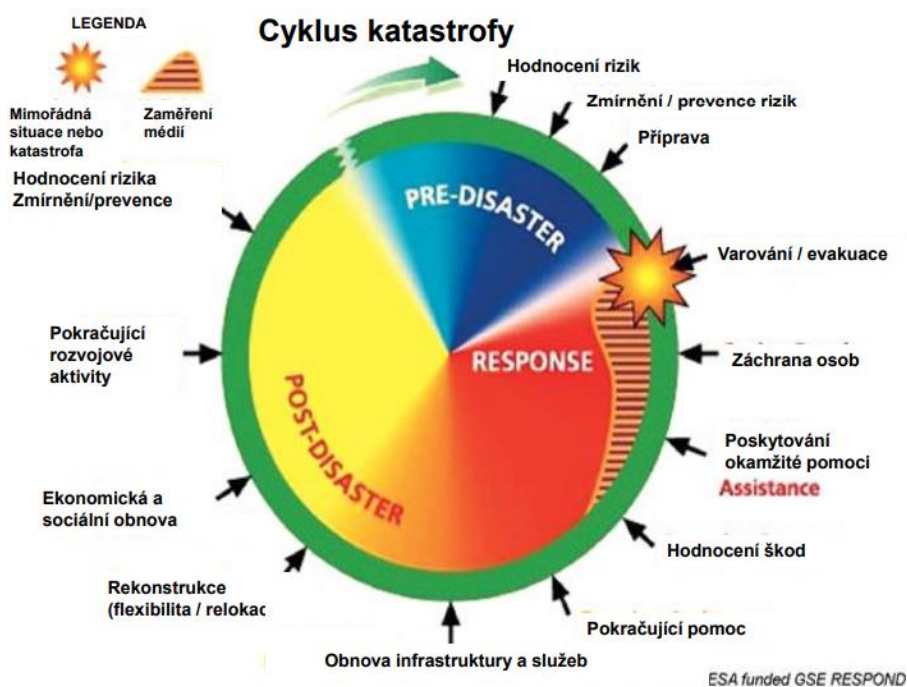 LEGENDA
Cyklus katastrofy
Mimořádná
situace nebo
katastrofa
Zaměření
médií
Hodnocení rizik
Zmírnění / prevence rizik
Příprava
Varování / evakuace
Záchrana osob
Poskytování
okamžité pomoci
Assistance
Hodnocení škod
Pokračující pomoc
Obnova infrastruktury a služeb
Rekonstrukce
(flexibilita / relokac
Ekonomická a
sociální obnova
Pokračující
rozvojové
aktivity
Hodnocení rizika
Zmírnění/prevence
PRE-DISASTER
RESPONSE
POST-DISASTER
ESA funded GSE RESPOND